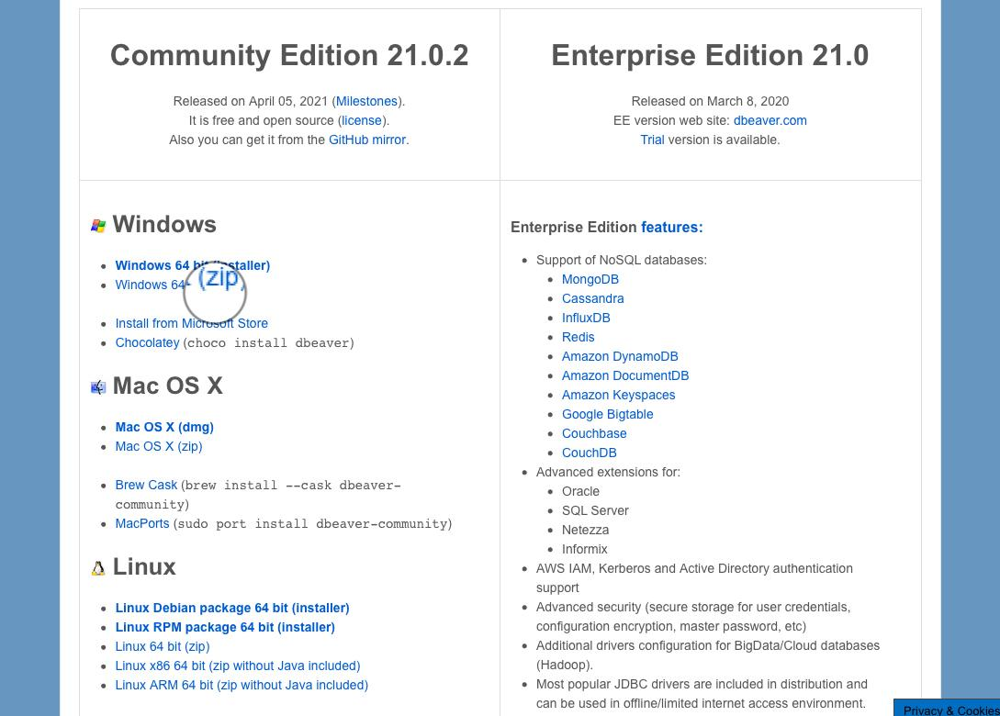 Community Edition 21.0.2
Released on April 05, 2021 (Milestones).
It is free and open source (license).
Also you can get it from the GitHub mirror.
Enterprise Edition 21.0
Released on March 8, 2020
EE version web site: dbeaver.com
Trial version is available.
Windows
Windows 64 bit (installer)
Windows 64 (zip)
Install from Microsoft Store
Chocolatey (choco install dbeaver)
Mac OS X
Mac OS X (dmg)
Mac OS X (zip)
Brew Cask (brew install --cask dbeaver-
community)
MacPorts (sudo port install dbeaver-community)
Linux
Linux Debian package 64 bit (installer)
Linux RPM package 64 bit (installer)
Linux 64 bit (zip)
Linux x86 64 bit (zip without Java included)
Linux ARM 64 bit (zip without Java included)
Enterprise Edition features:
Support of NoSQL databases:
MongoDB
Cassandra
InfluxDB
Redis
Amazon DynamoDB
Amazon DocumentDB
Amazon Keyspaces
Google Bigtable
Couchbase
CouchDB
Advanced extensions for:
Oracle
SQL Server
Netezza
Informix
AWS IAM, Kerberos and Active Directory authentication
support
Advanced security (secure storage for user credentials,
configuration encryption, master password, etc)
Additional drivers configuration for BigData/Cloud databases
(Hadoop).
Most popular JDBC drivers are included in distribution and
can be used in offline/limited internet access environment.
Privacy & Cookies